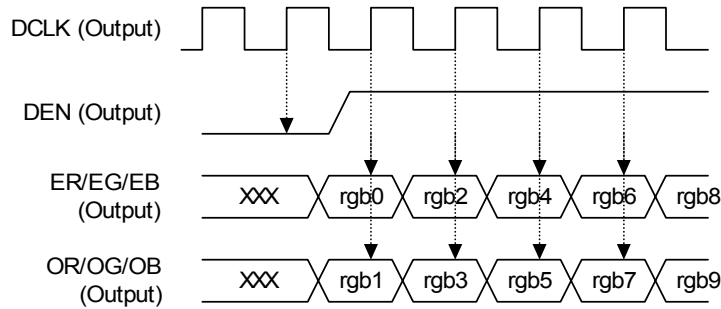 DCLK (Output)
DEN (Output)
ER/EG/EB
(Output)
XXX rgb0 rgb2 rgb4 rgb6 rgb8
OR/OG/OB
(Output)
XXX rgb1 rgb3 rgb5 rgb7 rgb9